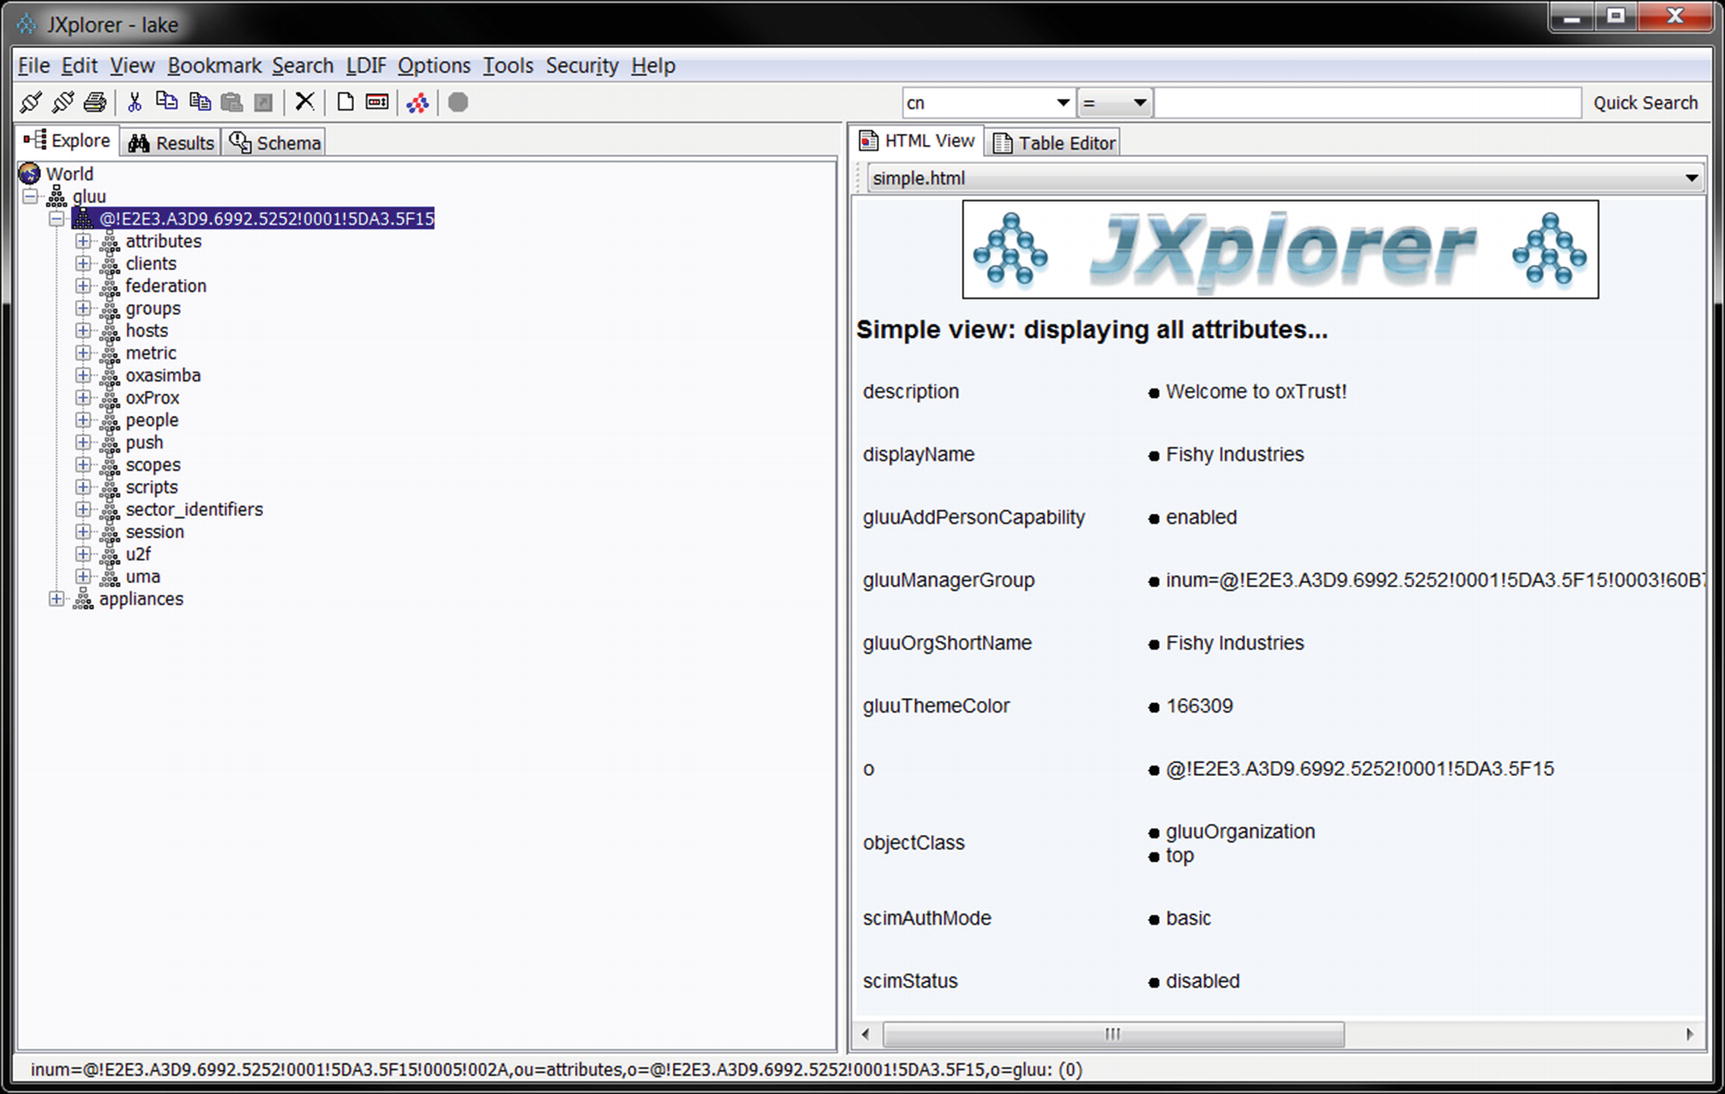 JXplorer - lake
File Edit View Bookmark Search LDIF Options Tools Security Help
cn = Quick Search
Explore Results Schema
World
gluu
@!E2E3.A3D9.6992.5252!0001!5DA3.5F15
attributes
clients
federation
groups
hosts
metric
oxasimba
oxProx
people
push
scopes
scripts
sector_identifiers
session
u2f
uma
appliances
HTML View Table Editor
simple.html
JXplorer
Simple view: displaying all attributes...
description Welcome to oxTrust!
displayName Fishy Industries
gluuAddPersonCapability enabled
gluuManagerGroup inum=@!E2E3.A3D9.6992.5252!0001!5DA3.5F15!0003!60B7
gluuOrgShortName Fishy Industries
gluuThemeColor 166309
o @!E2E3.A3D9.6992.5252!0001!5DA3.5F15
objectClass gluuOrganization
top
scimAuthMode basic
scimStatus disabled
inum=@!E2E3.A3D9.6992.5252!0001!5DA3.5F15!0005!002A,ou=attributes,o=@!E2E3.A3D9.6992.5252!0001!5DA3.5F15,o=gluu: (0)